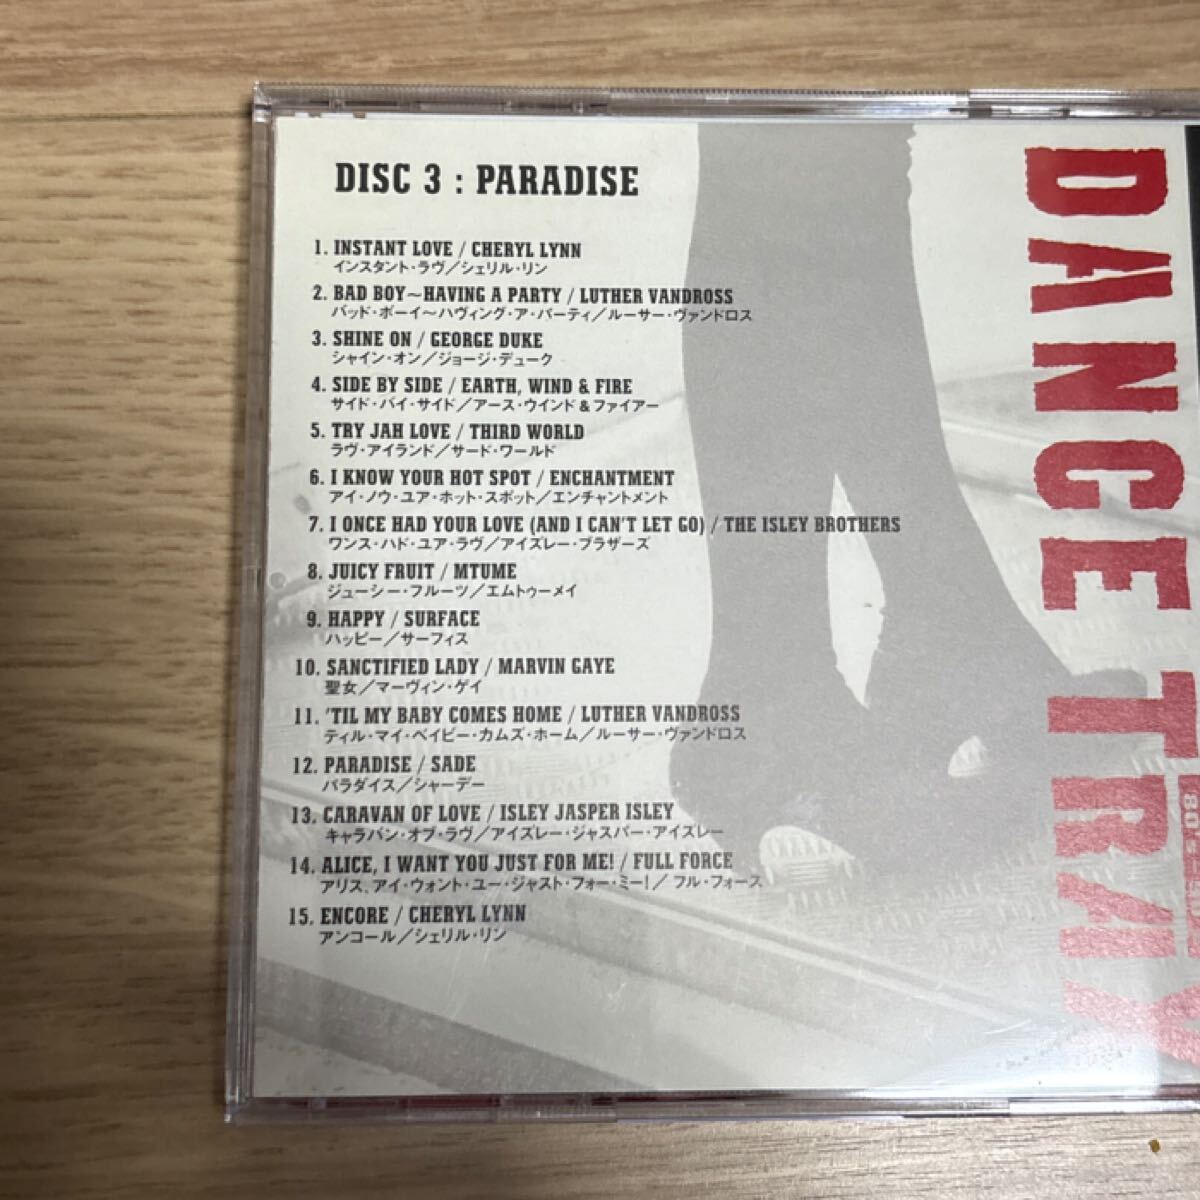 DISC 3 : PARADISE
1. INSTANT LOVE / CHERYL LYNN
インスタント・ラヴ／シェリル・リン
2. BAD BOY～HAVING A PARTY / LUTHER VANDROSS
バッド・ボーイ～ハヴィング・ア・パーティ／ルーサー・ヴァンドロス
3. SHINE ON / GEORGE DUKE
シャイン・オン／ジョージ・デューク
4. SIDE BY SIDE / EARTH, WIND & FIRE
サイド・バイ・サイド／アース・ウインド＆ファイアー
5. TRY JAH LOVE / THIRD WORLD
ラヴ・アイランド／サード・ワールド
6. I KNOW YOUR HOT SPOT / ENCHANTMENT
アイ・ノウ・ユア・ホット・スポット／エンチャントメント
7. I ONCE HAD YOUR LOVE (AND I CAN'T LET GO) / THE ISLEY BROTHERS
ワンス・ハド・ユア・ラヴ／アイズレー・ブラザーズ
8. JUICY FRUIT / MTUME
ジューシー・フルーツ／エムトゥーメイ
9. HAPPY / SURFACE
ハッピー／サーフィス
10. SANCTIFIED LADY / MARVIN GAYE
聖女／マーヴィン・ゲイ
11. 'TIL MY BABY COMES HOME / LUTHER VANDROSS
ティル・マイ・ベイビー・カムズ・ホーム／ルーサー・ヴァンドロス
12. PARADISE / SADE
パラダイス／シャーデー
13. CARAVAN OF LOVE / ISLEY JASPER ISLEY
キャラバン・オブ・ラヴ／アイズレー・ジャスパー・アイズレー
14. ALICE, I WANT YOU JUST FOR ME! / FULL FORCE
アリス、アイ・ウォント・ユー・ジャスト・フォー・ミー！／フル・フォース
15. ENCORE / CHERYL LYNN
アンコール／シェリル・リン
DANCE TRAX
80's